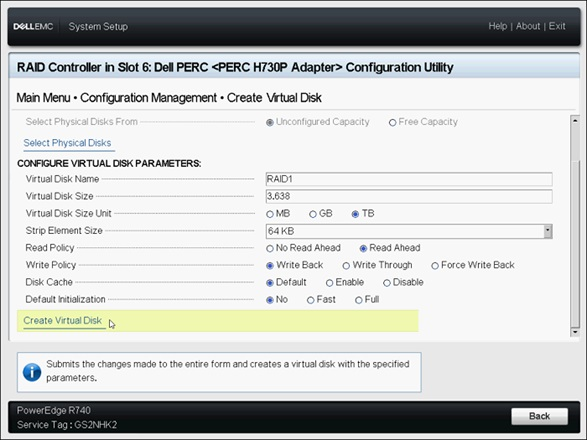 DELLEMC System Setup Help | About | Exit
RAID Controller in Slot 6: Dell PERC <PERC H730P Adapter> Configuration Utility
Main Menu • Configuration Management • Create Virtual Disk
Select Physical Disks From Unconfigured Capacity Free Capacity
Select Physical Disks
CONFIGURE VIRTUAL DISK PARAMETERS:
Virtual Disk Name RAID1
Virtual Disk Size 3,638
Virtual Disk Size Unit MB GB TB
Strip Element Size 64 KB
Read Policy No Read Ahead Read Ahead
Write Policy Write Back Write Through Force Write Back
Disk Cache Default Enable Disable
Default Initialization No Fast Full
Create Virtual Disk
Submits the changes made to the entire form and creates a virtual disk with the specified
parameters.
PowerEdge R740
Service Tag : GS2NHK2
Back